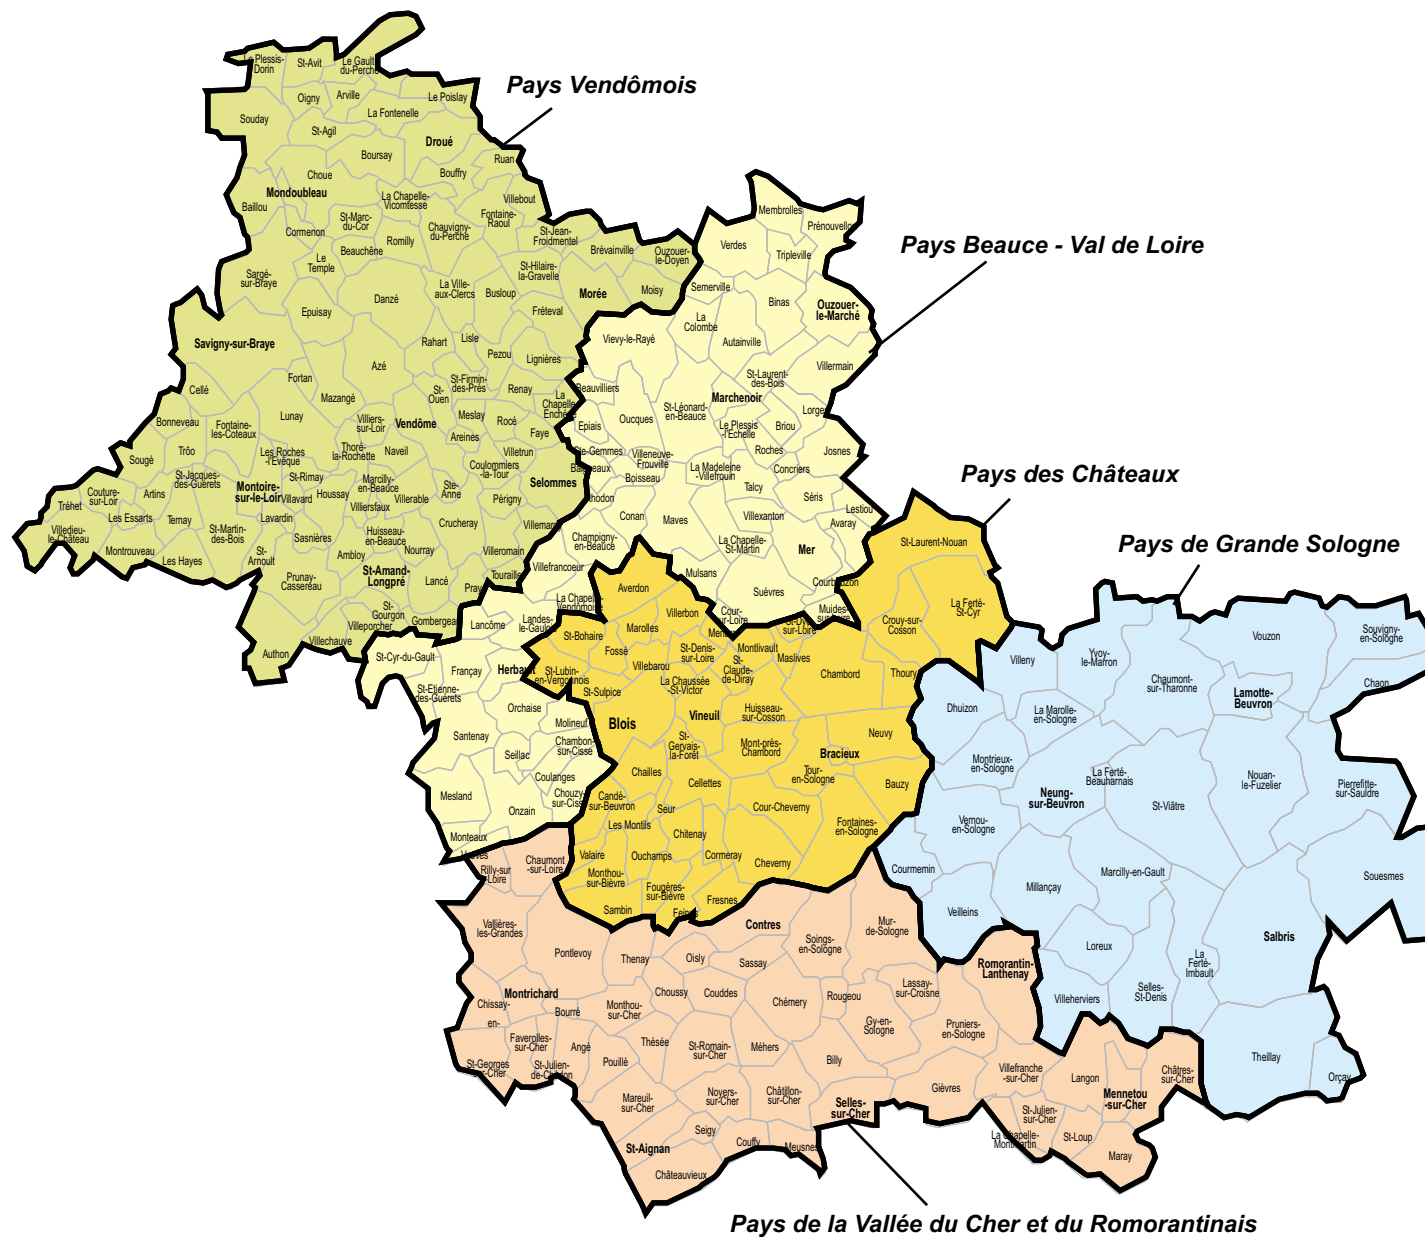 Pays Vendômois
Pays Beauce - Val de Loire
Pays des Châteaux
Pays de Grande Sologne
Pays de la Vallée du Cher et du Romorantinais
Le Plessis-
Dorin
St-Avit
Le Gault
du-Perche
Oigny
Arville
Le Poislay
La Fontenelle
Souday
St-Agil
Droué
Boursay
Ruan
Bouffry
Choue
Mondoubleau
Baillou
La Chapelle-
Vicomtesse
Villebout
Fontaine-
Raoul
St-Marc-
du-Cor
Cormenon
Chauvigny-
du-Perche
St-Jean-
Froidmentel
Romilly
Beauchêne
Brévainville
Ouzouer-
le-Doyen
Le
Temple
Sargé-
sur-Braye
St-Hilaire-
la-Gravelle
Danzé
La Ville-
aux-Clercs
Busloup
Morée
Moisy
Epuisay
Fréteval
Savigny-sur-Braye
Rahart
Lisle
Pezou
Lignières
Azé
Fortan
Cellé
Mazangé
St-
Ouen
St-Firmin-
des-Prés
Renay
La
Chapelle-
Enchérie
Bonneveau
Fontaine-
les-Coteaux
Lunay
Villiers-
sur-Loir
Vendôme
Meslay
Rocé
Faye
Areines
Sougé
Trôo
Les Roches
-l'Evêque
Thoré-
la-Rochette
Naveil
Villetrun
Coulommiers
-la-Tour
St-Jacques-
des-Guérets
St-Rimay
Marcilly-
en-Beauce
Ste-
Anne
Selommes
Tréhet
Couture-
sur-Loir
Artins
Montoire-
sur-le-Loir
Villavard
Houssay
Villerable
Périgny
Villiersfaux
Les Essarts
Ternay
Lavardin
Crucheray
Villemardy
Villedieu-
le-Château
St-Martin-
des-Bois
Sasnières
Huisseau-
en-Beauce
Montrouveau
Les Hayes
St-
Arnoult
Ambloy
Nourray
Villeromain
Prunay-
Cassereau
St-Amand-
Longpré
Lancé
Pray
Tourailles
St-
Gourgon
Villeporcher
Gombergean
Villechauve
Authon
Membrolles
Prénouvellon
Verdes
Tripleville
Semerville
Binas
Ouzouer-
le-Marché
La
Colombe
Vievy-le-Rayé
Autainville
Villermain
St-Laurent-
des-Bois
Beauvilliers
Marchenoir
St-Léonard-
en-Beauce
Lorges
Oucques
Epiais
Le Plessis
l'Echelle
Briou
Ste-Gemmes
Villeneuve-
Frouville
Roches
Josnes
Baigneaux
Boisseau
La Madeleine
-Villefrouin
Concriers
Talcy
Rhodon
Séris
Lestiou
Conan
Maves
Villexanton
Avaray
Champigny-
en-Beauce
La Chapelle-
St-Martin
Mer
Villefrancoeur
Mulsans
Courbouzon
Suèvres
La Chapelle-
Vendômoise
Cour-
sur-Loire
Muides-
sur-Loire
Lancôme
Landes-
le-Gaulois
St-Cyr-du-Gault
Françay
Herbault
St-Etienne-
des-Guérets
Orchaise
Molineuf
Santenay
Seillac
Chambon-
sur-Cisse
Coulanges
Mesland
Chouzy-
sur-Cisse
Onzain
Monteaux
Veuves
St-Laurent-Nouan
La Ferté-
St-Cyr
Crouy-sur-
Cosson
Averdon
Villerbon
Marolles
Menars
St-Dyé-
sur-Loire
St-Bohaire
Fossé
St-Denis-
sur-Loire
Montlivault
Maslives
Villebarou
St-
Claude-
de-Diray
Chambord
Thoury
St-Lubin-
en-Vergonnois
La Chaussée
-St-Victor
St-Sulpice
Blois
Vineuil
Huisseau-
sur-Cosson
Neuvy
St-
Gervais-
la-Forêt
Mont-près-
Chambord
Bracieux
Chailles
Cellettes
Tour-
en-Sologne
Bauzy
Candé-
sur-Beuvron
Seur
Cour-Cheverny
Les Montils
Chitenay
Fontaines-
en-Sologne
Valaire
Ouchamps
Cormeray
Cheverny
Monthou-
sur-Bièvre
Fougères-
sur-Bièvre
Fresnes
Sambin
Feings
Souvigny-
en-Sologne
Vouzon
Villeny
Yvoy-
le-Marron
Chaumont-
sur-Tharonne
Chaon
Lamotte-
Beuvron
Dhuizon
La Marolle-
en-Sologne
Montrieux-
en-Sologne
La Ferté-
Beauharnais
Nouan-
le-Fuzelier
Pierrefitte-
sur-Sauldre
Neung-
sur-Beuvron
St-Viâtre
Vernou-
en-Sologne
Courmemin
Marcilly-en-Gault
Souesmes
Millançay
Veilleins
Loreux
Salbris
La
Ferté-
Imbault
Selles-
St-Denis
Villeherviers
Theillay
Orçay
Rilly-sur
-Loire
Chaumont
-sur-Loire
Vallières-
les-Grandes
Contres
Mur-
de-Sologne
Soings-
en-Sologne
Pontlevoy
Thenay
Oisly
Sassay
Romorantin-
Lanthenay
Montrichard
Choussy
Couddes
Chémery
Rougeou
Lassay-
sur-Croisne
Chissay-
en-
Bourré
Monthou-
sur-Cher
Gy-en-
Sologne
Pruniers-
en-Sologne
Faverolles-
sur-Cher
Angé
Thésée
St-Romain-
sur-Cher
Méhers
Billy
St-Georges
-sur-Cher
St-Julien-
de-Chédon
Pouillé
Gièvres
Villefranche
-sur-Cher
Langon
Châtres-
sur-Cher
Mareuil-
sur-Cher
Noyers-
sur-Cher
Châtillon-
sur-Cher
Selles-
sur-Cher
Mennetou
-sur-Cher
St-Julien-
sur-Cher
St-Aignan
Seigy
Couffy
Meusnes
La Chapelle-
Montmartin
St-Loup
Maray
Châteauvieux